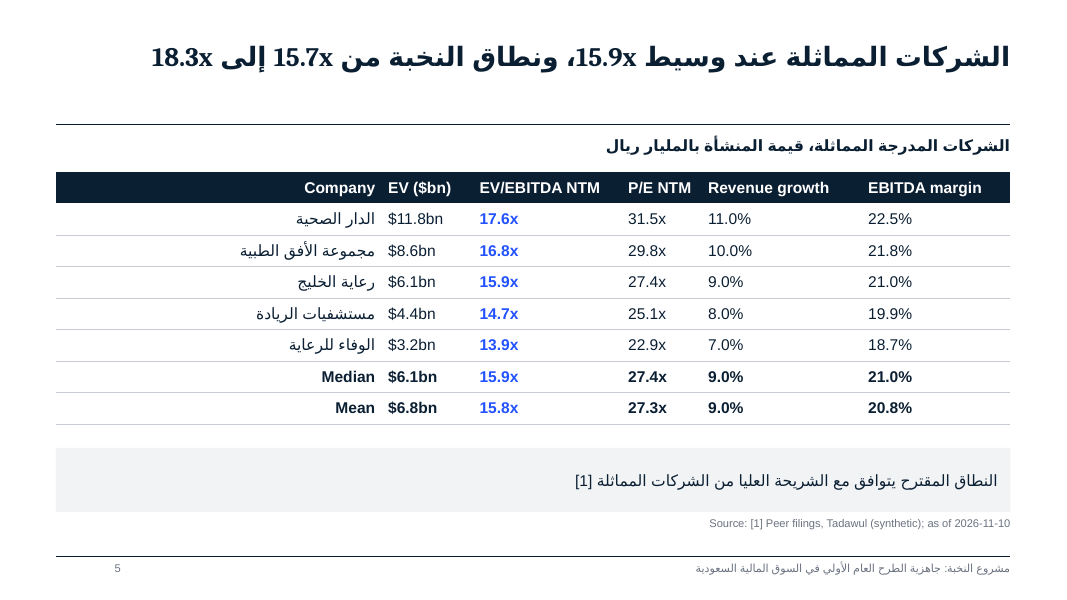 الشركات المماثلة عند وسيط 15.9x، ونطاق النخبة من 15.7x إلى 18.3x
الشركات المدرجة المماثلة، قيمة المنشأة بالمليار ريال
Company EV ($bn) EV/EBITDA NTM P/E NTM Revenue growth EBITDA margin
الدار الصحية $11.8bn 17.6x 31.5x 11.0% 22.5%
مجموعة الأفق الطبية $8.6bn 16.8x 29.8x 10.0% 21.8%
رعاية الخليج $6.1bn 15.9x 27.4x 9.0% 21.0%
مستشفيات الريادة $4.4bn 14.7x 25.1x 8.0% 19.9%
الوفاء للرعاية $3.2bn 13.9x 22.9x 7.0% 18.7%
Median $6.1bn 15.9x 27.4x 9.0% 21.0%
Mean $6.8bn 15.8x 27.3x 9.0% 20.8%
النطاق المقترح يتوافق مع الشريحة العليا من الشركات المماثلة [1]
Source: [1] Peer filings, Tadawul (synthetic); as of 2026-11-10
مشروع النخبة: جاهزية الطرح العام الأولي في السوق المالية السعودية
5